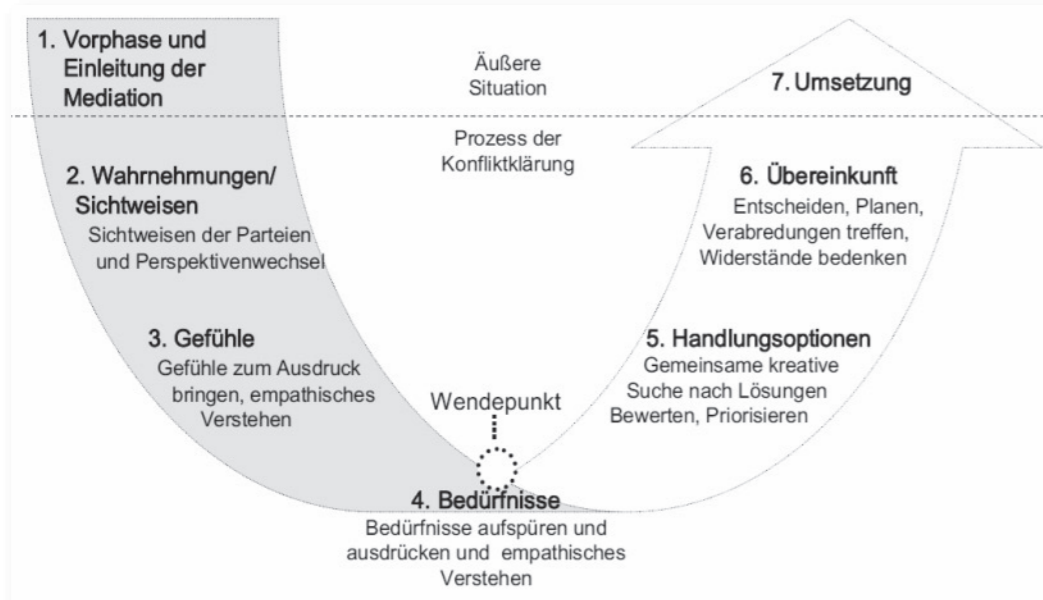 1. Vorphase und
Einleitung der
Mediation
Äußere
Situation
Prozess der
Konfliktklärung
2. Wahrnehmungen/
Sichtweisen
Sichtweisen der Parteien
und Perspektivenwechsel
3. Gefühle
Gefühle zum Ausdruck
bringen, empathisches
Verstehen
Wendepunkt
4. Bedürfnisse
Bedürfnisse aufspüren und
ausdrücken und empathisches
Verstehen
5. Handlungsoptionen
Gemeinsame kreative
Suche nach Lösungen
Bewerten, Priorisieren
6. Übereinkunft
Entscheiden, Planen,
Verabredungen treffen,
Widerstände bedenken
7. Umsetzung